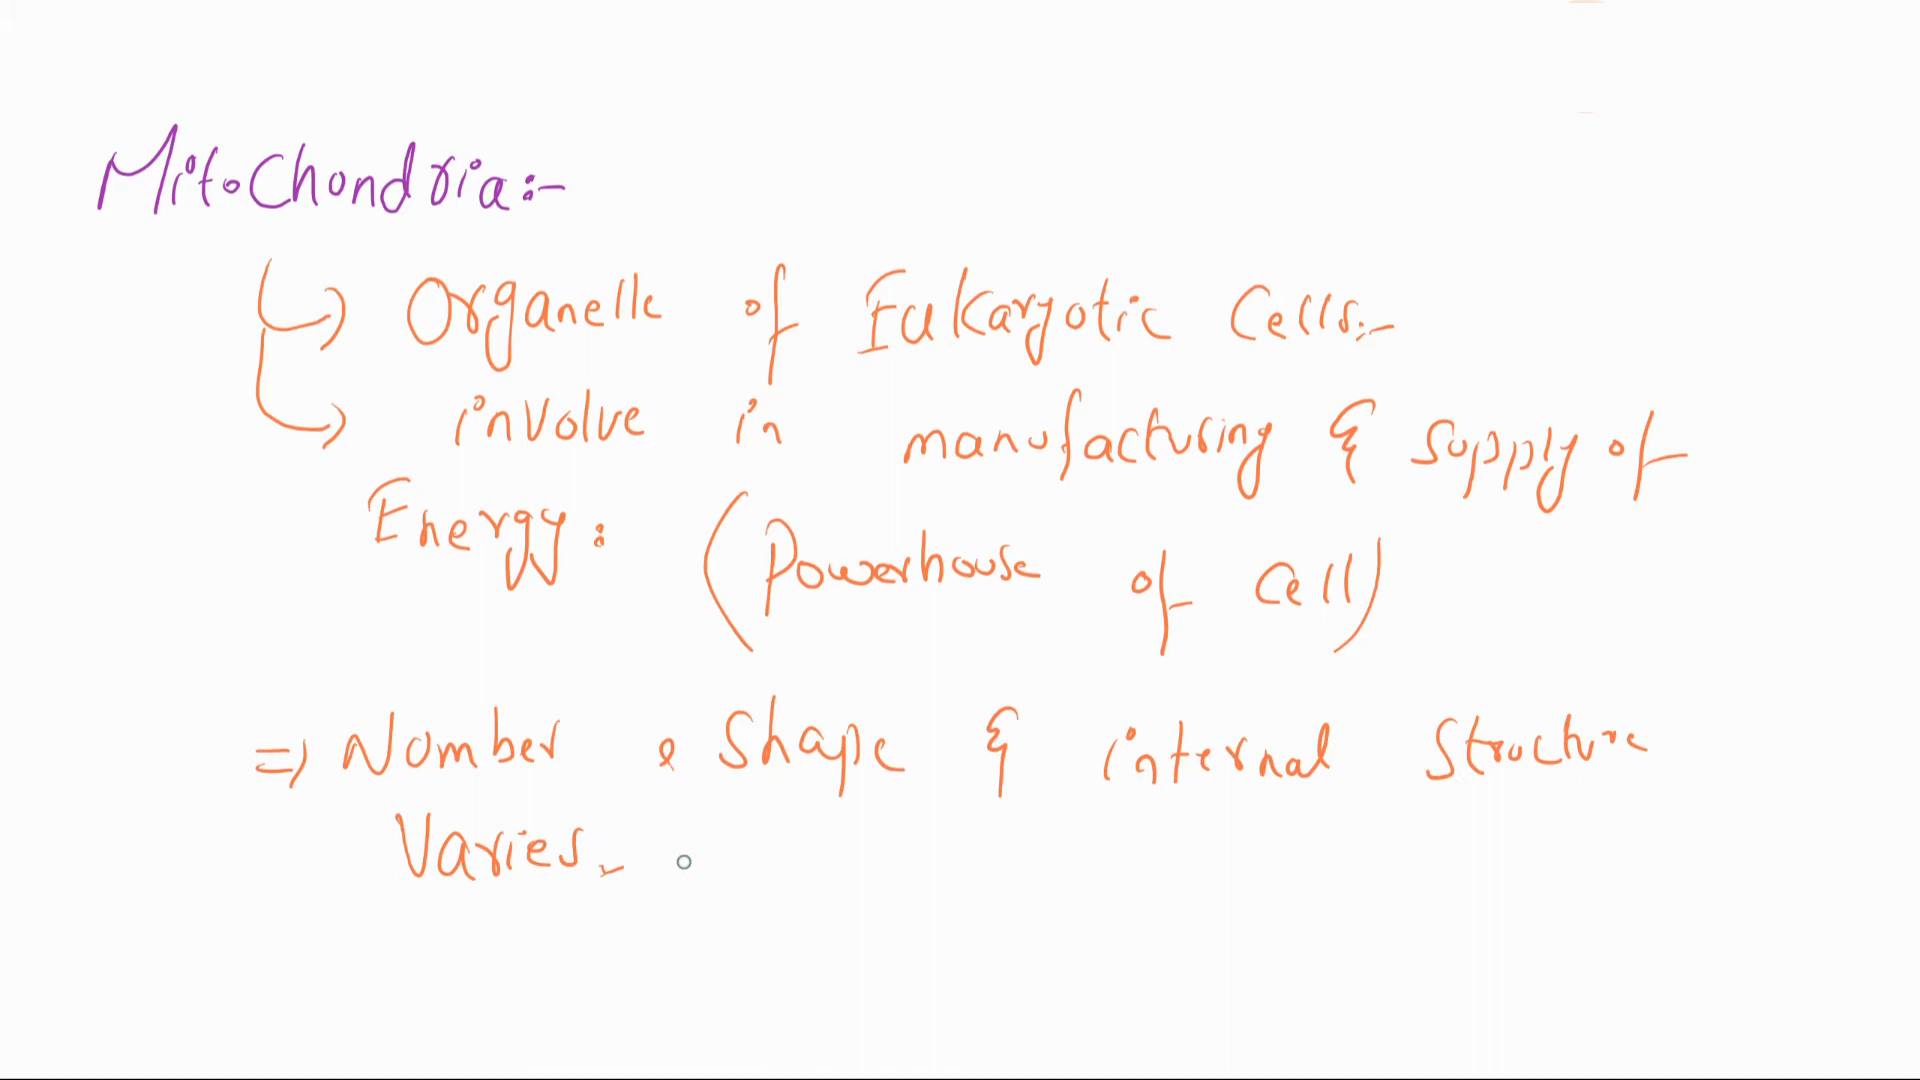 Mitochondria:-
↳ Organelle of Eukaryotic Cells.-
↳ involve in manufacturing & supply of
Energy: (Powerhouse of Cell)
⇒ Number, Shape & internal Structure
Varies.